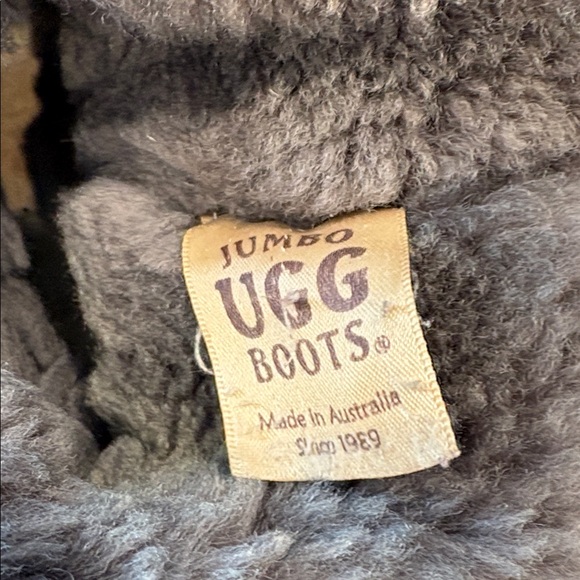 JUMBO
UGG
BOOTS®
Made in Australia
Since 1989